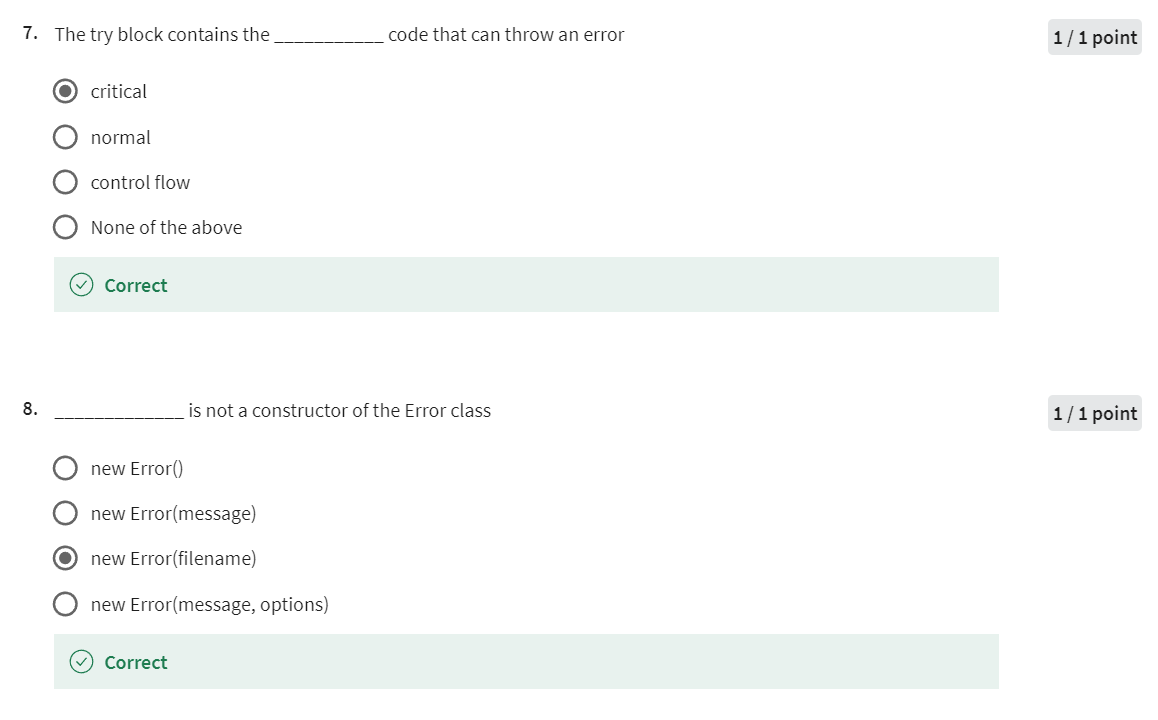 7. The try block contains the ___________ code that can throw an error
1 / 1 point
critical
normal
control flow
None of the above
Correct
8. _____________ is not a constructor of the Error class
1 / 1 point
new Error()
new Error(message)
new Error(filename)
new Error(message, options)
Correct